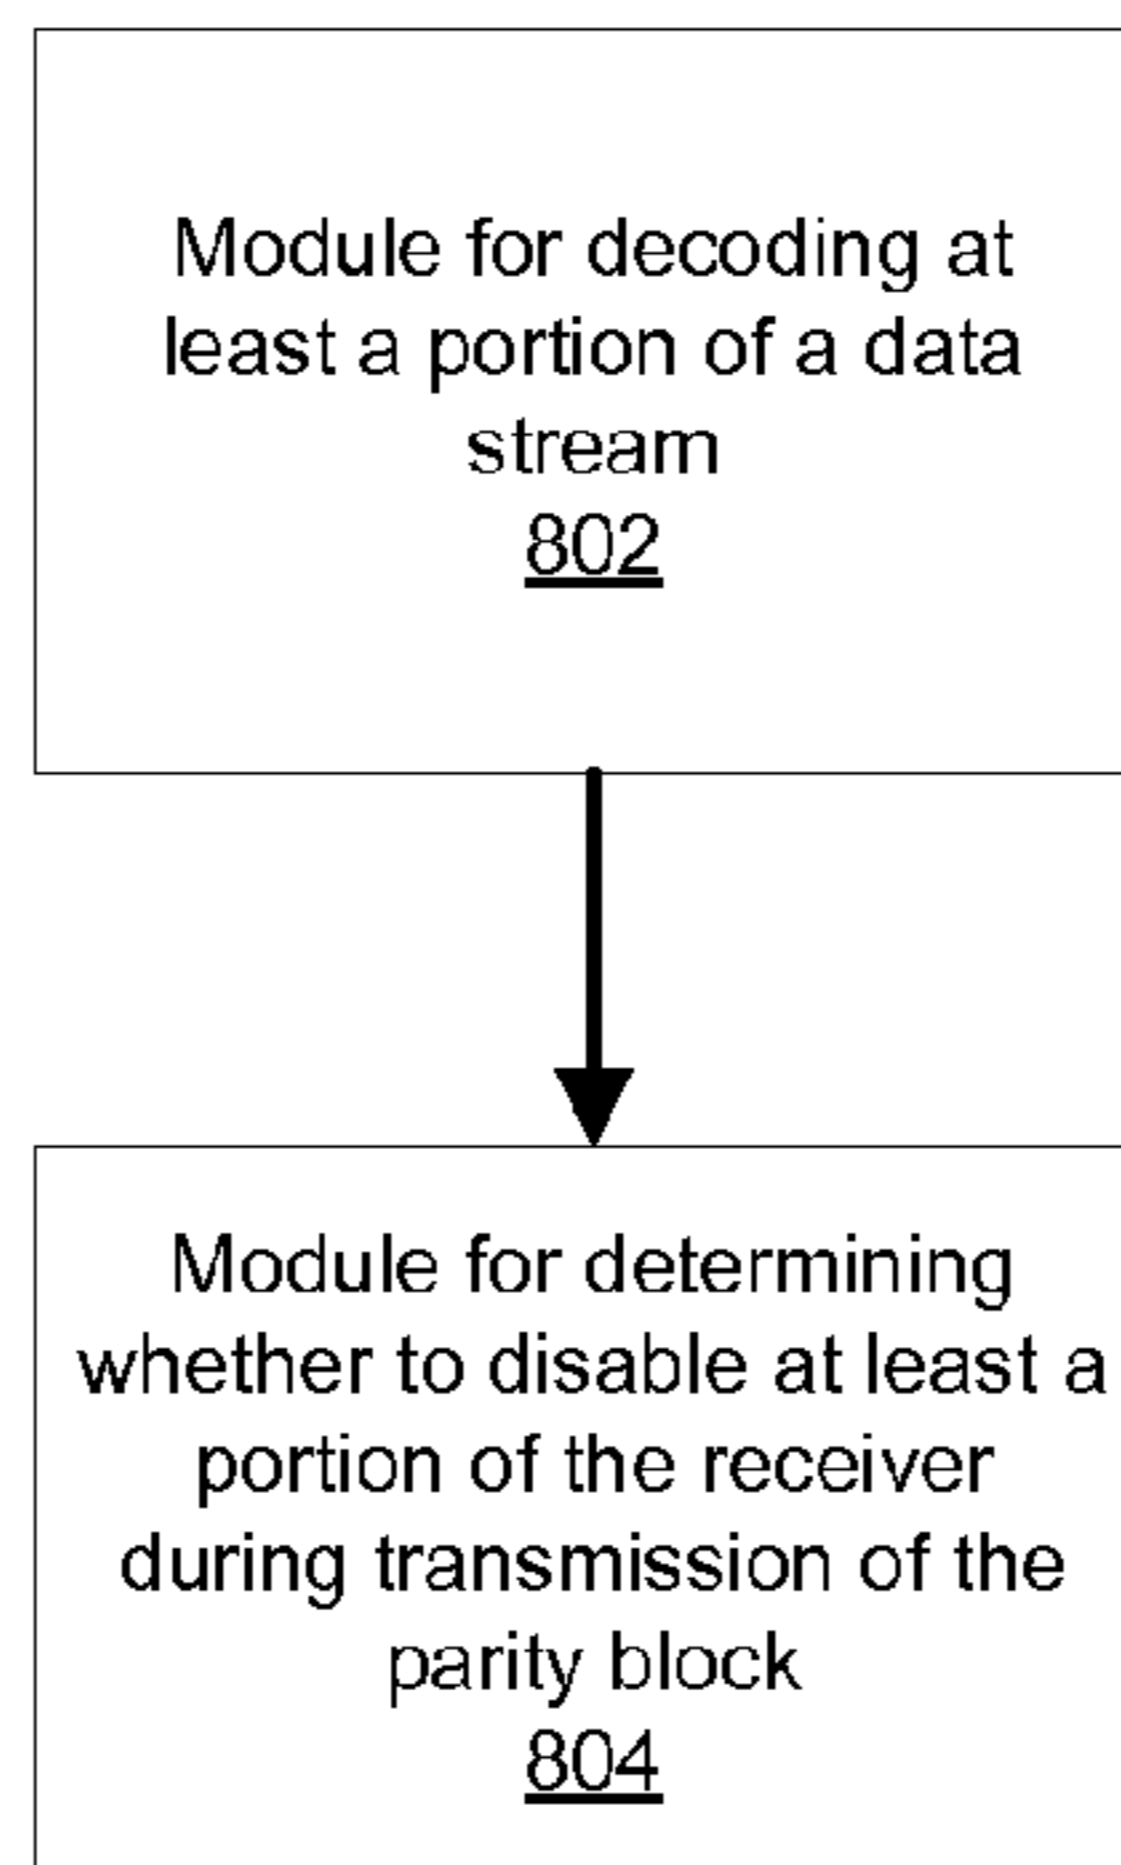 Module for decoding at
least a portion of a data
stream
802
Module for determining
whether to disable at least a
portion of the receiver
during transmission of the
parity block
804